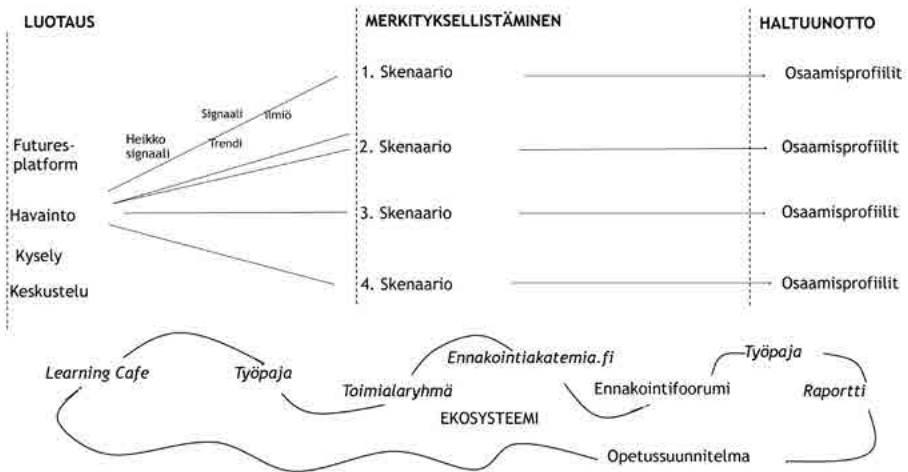 LUOTAUS
MERKITYKSELLISTÄMINEN
HALTUUNOTTO
1. Skenaario
Osaamisprofiilit
Signaali
Ilmiö
Heikko
signaali
Trendi
Futures-
platform
2. Skenaario
Osaamisprofiilit
Havainto
3. Skenaario
Osaamisprofiilit
Kysely
Keskustelu
4. Skenaario
Osaamisprofiilit
Learning Cafe
Työpaja
Toimialaryhmä
Ennakointiakatemia.fi
Ennakointifoorumi
Työpaja
Raportti
EKOSYSTEEMI
Opetussuunnitelma